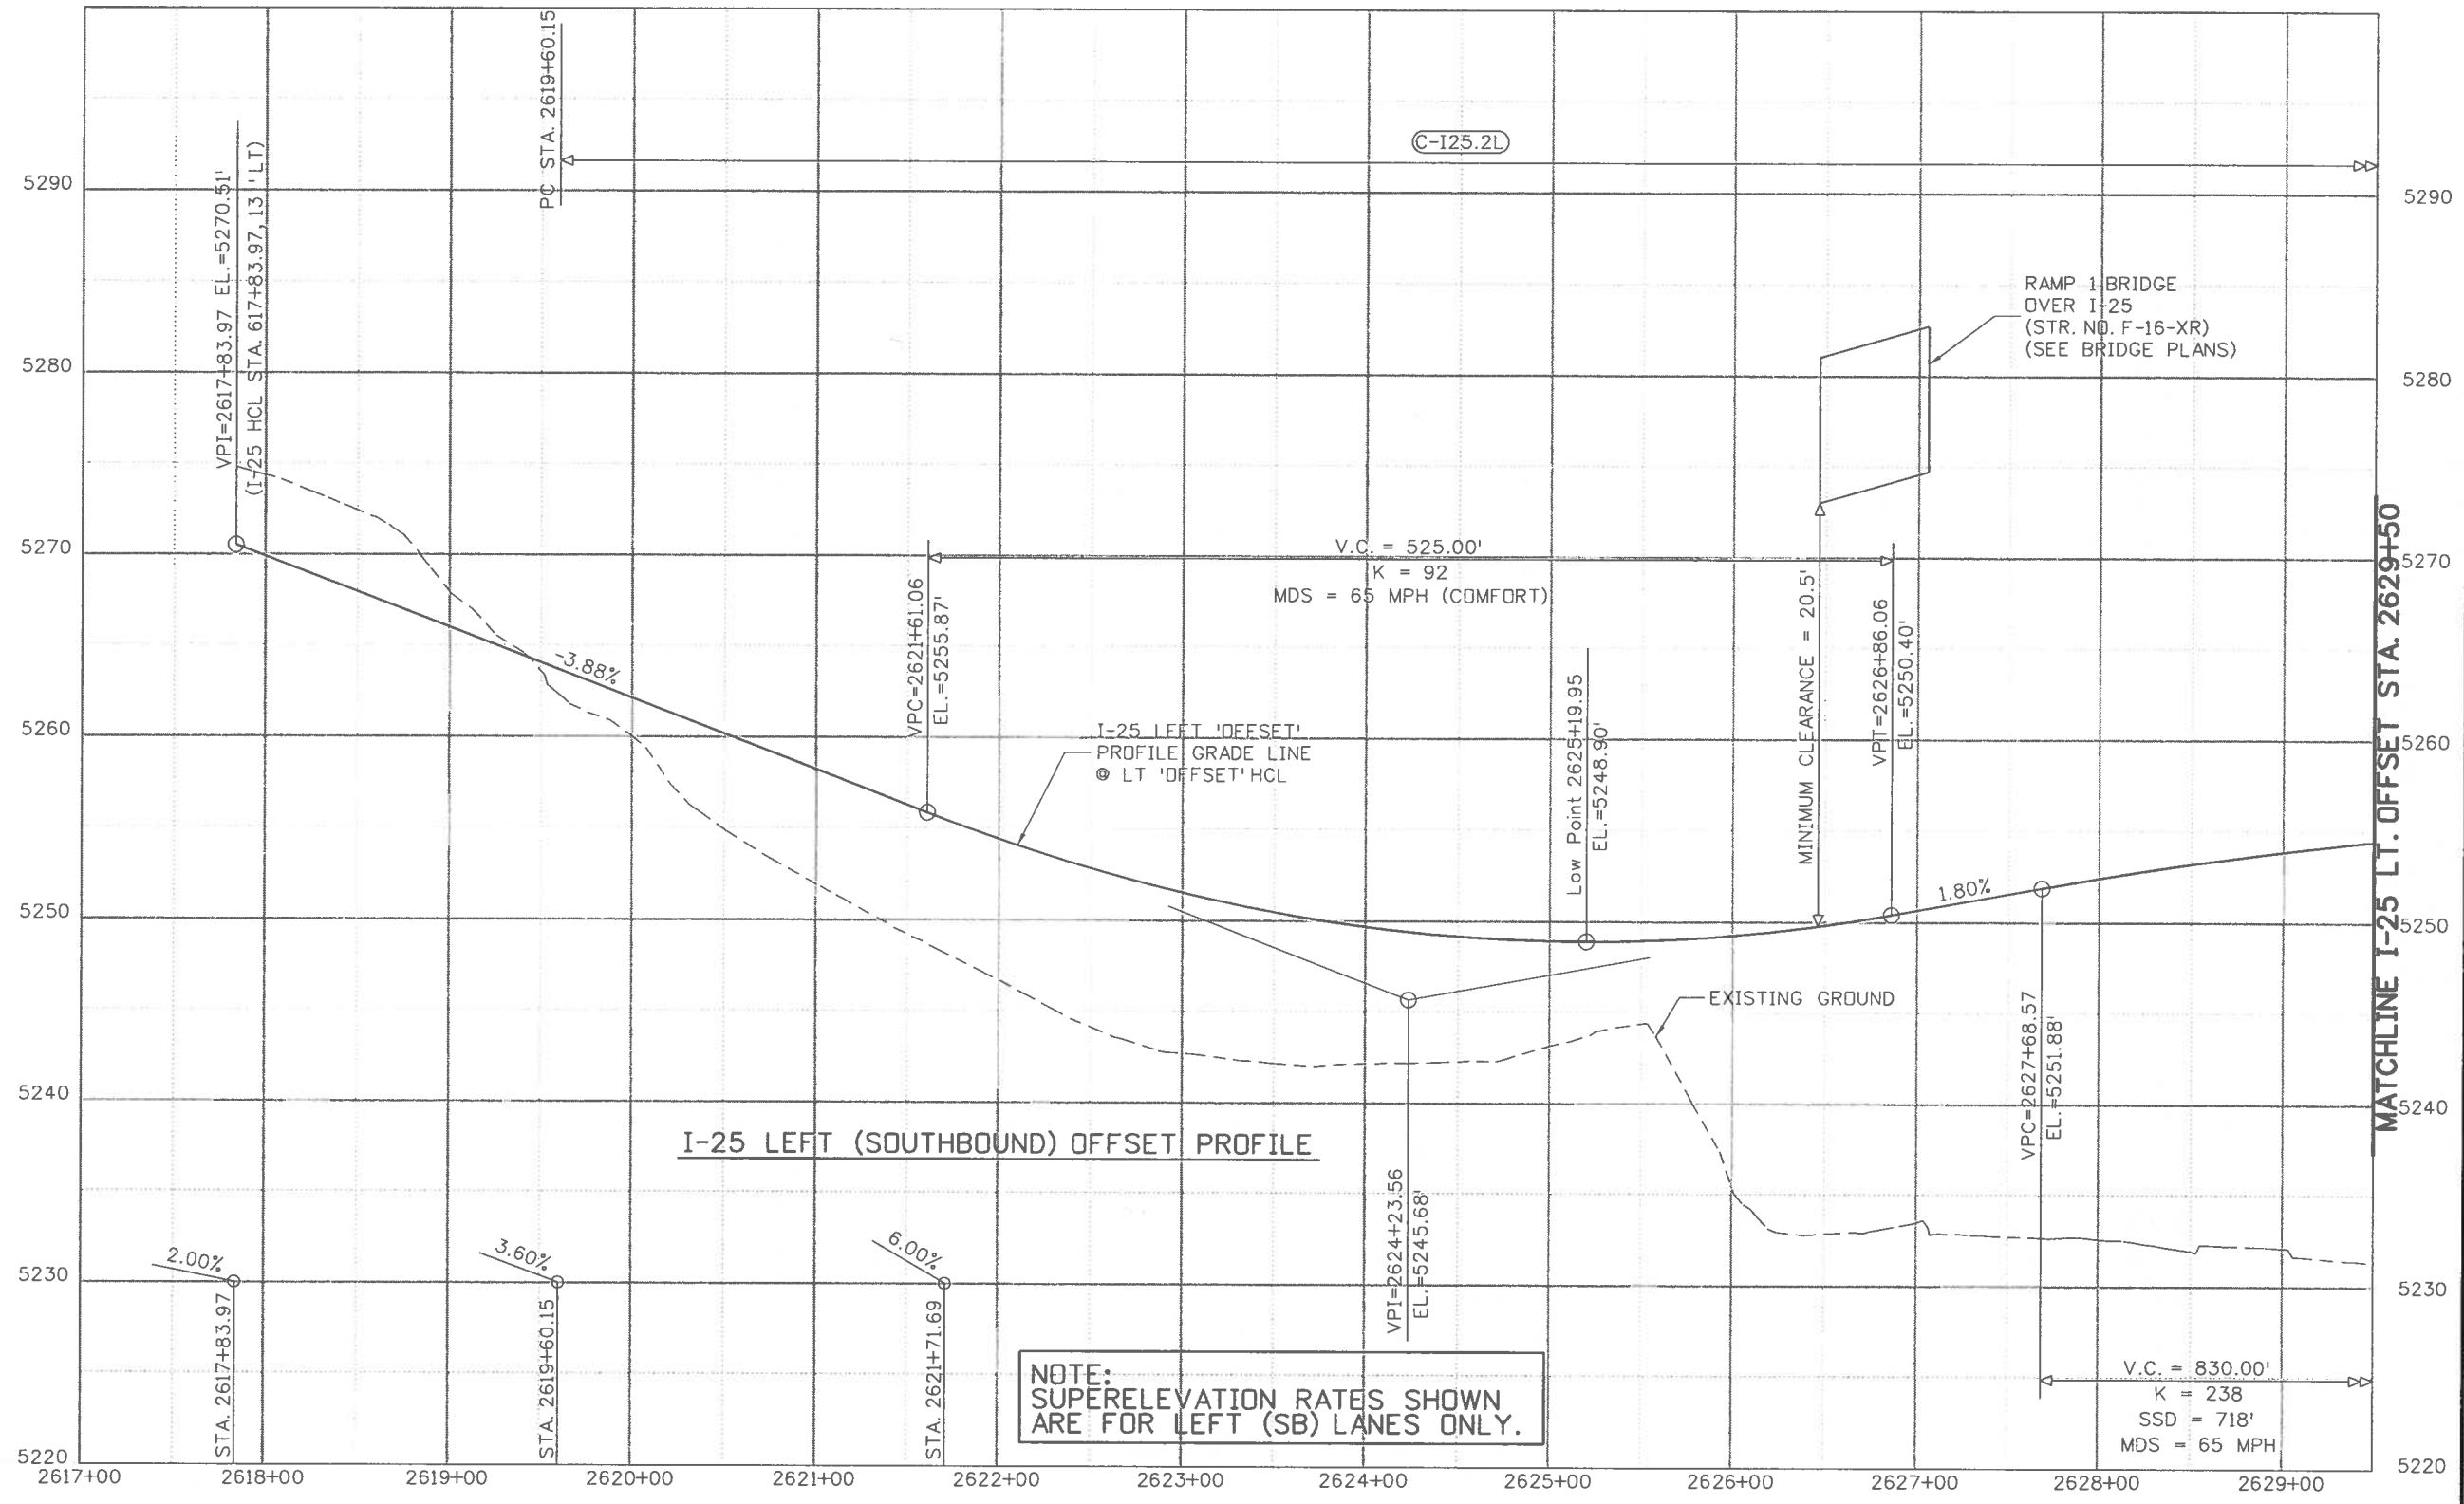 PC STA. 2619+60.15
C-I25.2L
VPI=2617+83.97 EL.=5270.51'
(I-25 HCL STA. 617+83.97,13'LT)
5290
5290
RAMP 1 BRIDGE
OVER I-25
(STR. NO. F-16-XR)
(SEE BRIDGE PLANS)
5280
5280
V.C. = 525.00'
K = 92
MDS = 65 MPH (COMFORT)
5270
5270
VPC=2621+61.06
EL.=5255.87'
MINIMUM CLEARANCE = 20.5'
VPT=2626+86.06
EL.=5250.40'
MATCHLINE I-25 LT. OFFSET STA. 2629+50
-3.88%
Low Point 2625+19.95
EL.=5248.90'
I-25 LEFT 'OFFSET'
PROFILE GRADE LINE
@ LT 'OFFSET' HCL
5260
5260
1.80%
5250
5250
EXISTING GROUND
VPC=2627+68.57
EL.=5251.88'
5240
5240
I-25 LEFT (SOUTHBOUND) OFFSET PROFILE
VPI=2624+23.56
EL.=5245.68'
2.00%
3.60%
6.00%
5230
5230
STA. 2617+83.97
STA. 2619+60.15
STA. 2621+71.69
NOTE:
SUPERELEVATION RATES SHOWN
ARE FOR LEFT (SB) LANES ONLY.
V.C. = 830.00'
K = 238
SSD = 718'
MDS = 65 MPH
5220
5220
2617+00 2618+00 2619+00 2620+00 2621+00 2622+00 2623+00 2624+00 2625+00 2626+00 2627+00 2628+00 2629+00